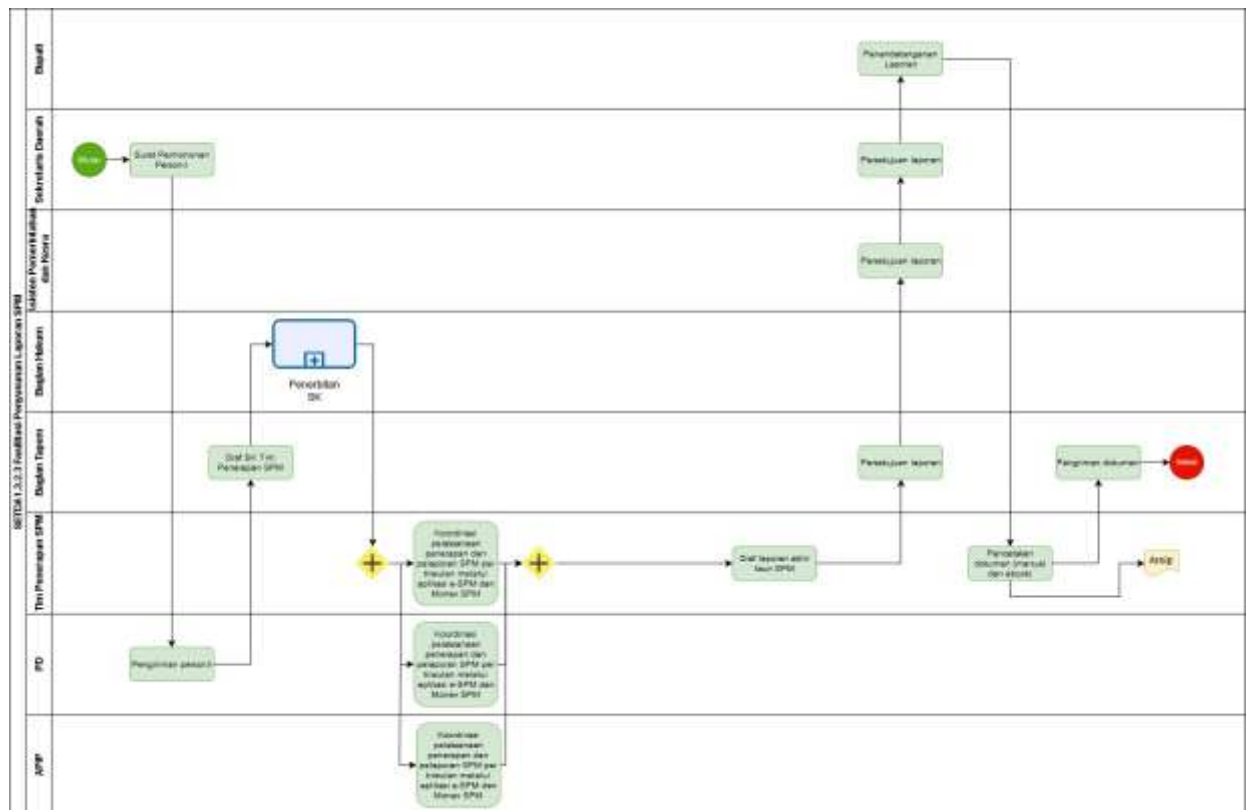 SETDA 1.3.2.3 Fasilitasi Penyusunan Laporan SPM
Bupati
Penandatanganan
Laporan
Sekretaris Daerah
Mulai
Surat Permohonan
Personil
Persetujuan laporan
Asisten Pemerintahan
dan Kesra
Persetujuan laporan
Bagian Hukum
Penerbitan
SK
Bagian Tapem
Draf SK Tim
Penerapan SPM
Persetujuan laporan
Pengiriman dokumen
Selesai
Tim Penerapan SPM
Koordinasi
pelaksanaan
penerapan dan
pelaporan SPM per
triwulan melalui
aplikasi e-SPM dan
Monev SPM
Draf laporan akhir
taun SPM
Pencetakan
dokumen (manual
dan ekspos)
Arsip
PD
Pengiriman personil
Koordinasi
pelaksanaan
penerapan dan
pelaporan SPM per
triwulan melalui
aplikasi e-SPM dan
Monev SPM
APIP
Koordinasi
pelaksanaan
penerapan dan
pelaporan SPM per
triwulan melalui
aplikasi e-SPM dan
Monev SPM